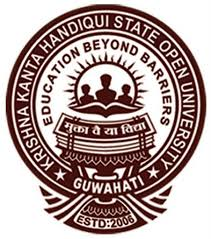 KRISHNA KANTA HANDIQUI STATE OPEN UNIVERSITY
EDUCATION BEYOND BARRIERS
मुक्ता वै या विद्या
GUWAHATI
ESTD:2006